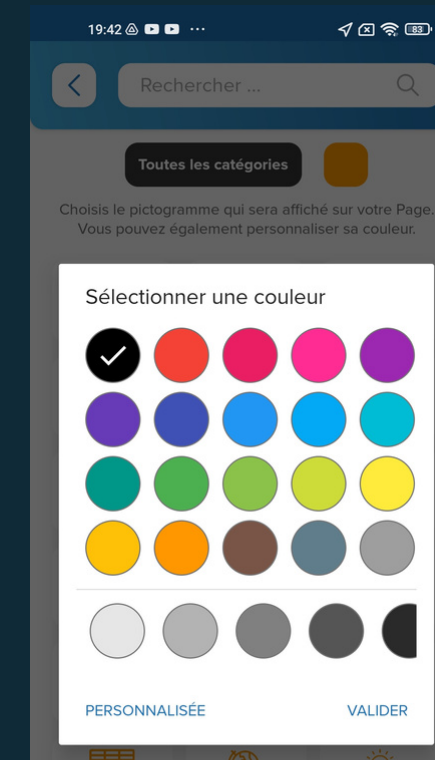 19:42
83
Rechercher ...
Toutes les catégories
Choisis le pictogramme qui sera affiché sur votre Page.
Vous pouvez également personnaliser sa couleur.
Sélectionner une couleur
PERSONNALISÉE VALIDER